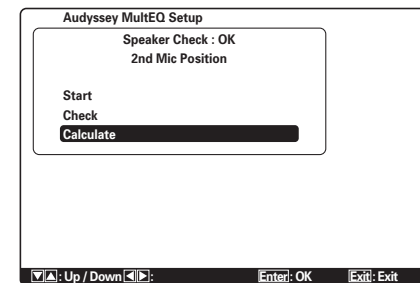 Audyssey MultEQ Setup
Speaker Check : OK
2nd Mic Position
Start
Check
Calculate
▼▲: Up / Down ◀▶: Enter: OK Exit: Exit